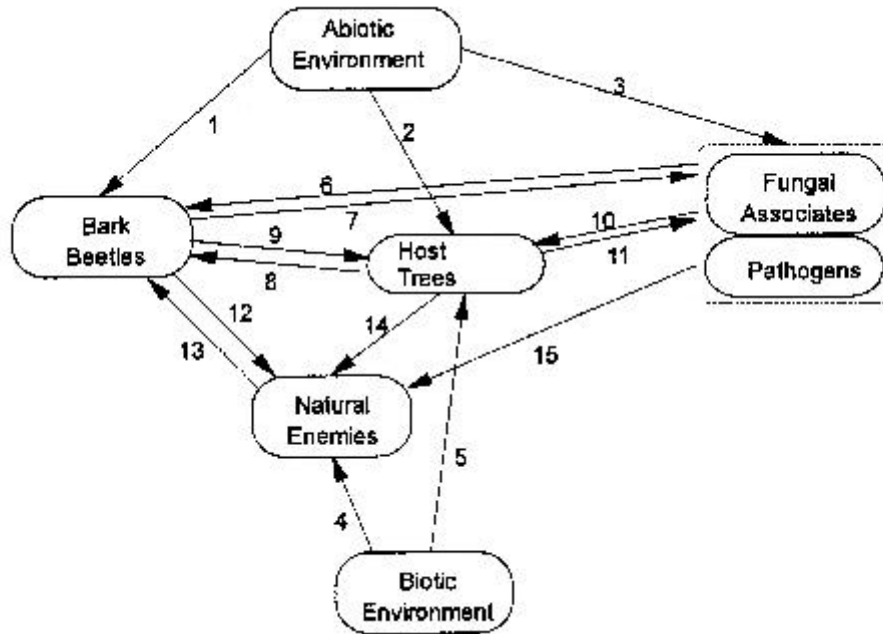 Abiotic
Environment
3
1
2
6
Fungal
Associates
7
10
Bark
Beetles
9
Host
Trees
11
8
Pathogens
12
14
13
15
Natural
Enemies
5
4
Biotic
Environment